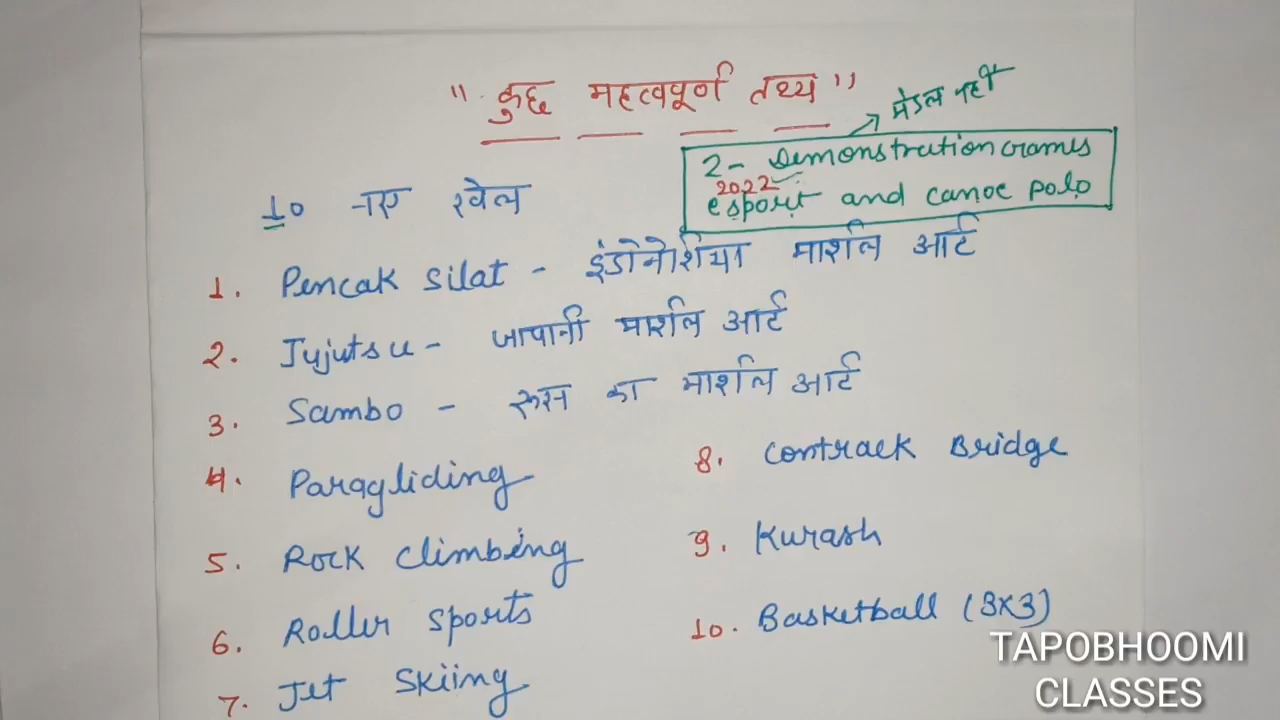 " कुछ महत्वपूर्ण तथ्य "
मेडल नही
2- Demonstration Games
2022
esport and canoe polo
10 नए खेल
1. Pencak Silat - इंडोनेशिया मार्शल आर्ट
2. Jujutsu - जापानी मार्शल आर्ट
3. Sambo - रूस का मार्शल आर्ट
4. Paragliding
5. Rock climbing
6. Roller sports
7. Jet Skiing
8. Contrack Bridge
9. Kurash
10. Basketball (3x3)
TAPOBHOOMI
CLASSES